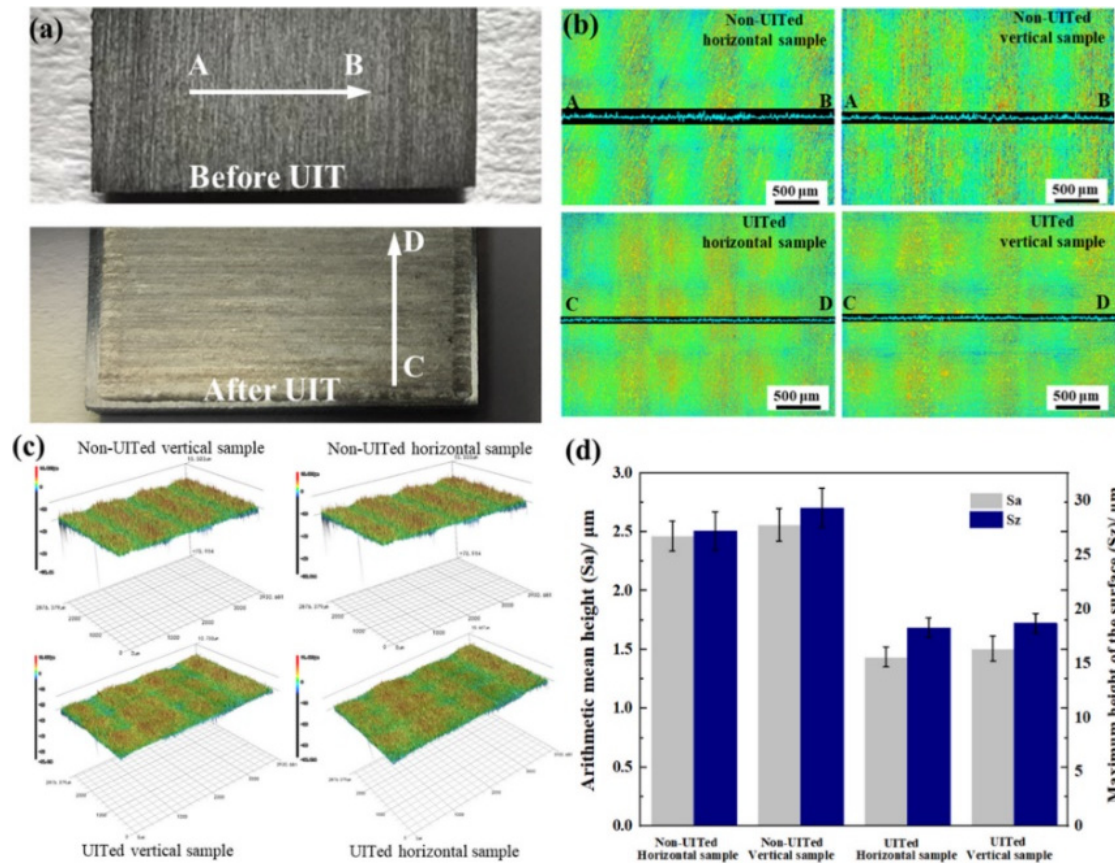 (a)
A
B
Before UIT
D
C
After UIT
(b)
Non-UITed
horizontal sample
A
B
500 μm
Non-UITed
vertical sample
A
B
500 μm
UITed
horizontal sample
C
D
500 μm
UITed
vertical sample
C
D
500 μm
(c)
Non-UITed vertical sample
Non-UITed horizontal sample
UITed vertical sample
UITed horizontal sample
(d)
Arithmetic mean height (Sa)/ μm
3.0
2.5
2.0
1.5
1.0
0.5
0.0
Sa
Sz
30
25
20
15
10
5
0
Maximum height of the surface (Sz)/ μm
Non-UITed
Horizontal sample
Non-UITed
Vertical sample
UITed
Horizontal sample
UITed
Vertical sample